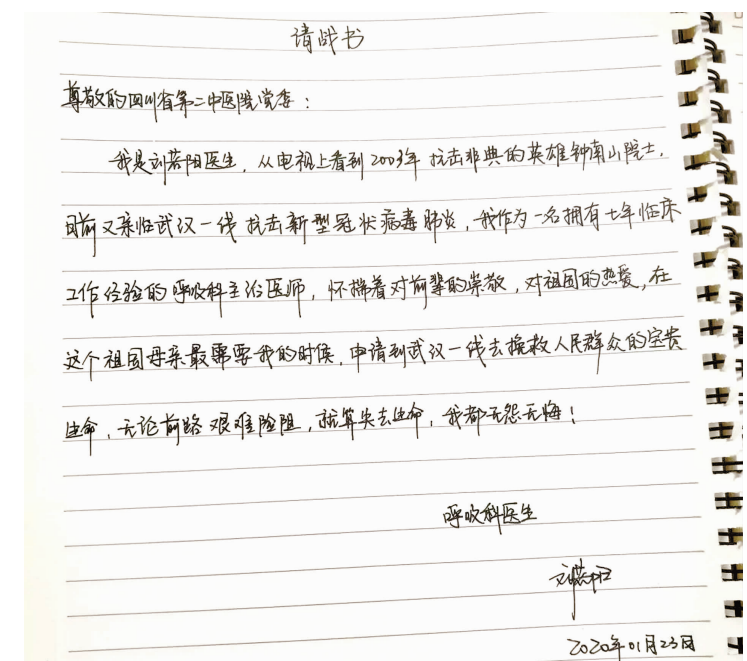 请战书
尊敬的四川省第二中医院党委：
我是刘若阳医生，从电视上看到2003年抗击非典的英雄钟南山院士，
目前又亲临武汉一线抗击新型冠状病毒肺炎，我作为一名拥有七年临床
工作经验的呼吸科主治医师，怀揣着对前辈的崇敬，对祖国的热爱，在
这个祖国母亲最需要我的时候，申请到武汉一线去挽救人民群众的宝贵
生命，无论前路艰难险阻，就算失去生命，我都无怨无悔！
呼吸科医生
刘若阳
2020年01月23日